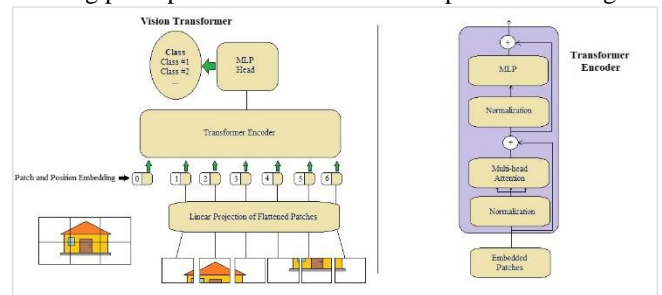 Vision Transformer
Class
Class #1
Class #2
...
MLP
Head
Transformer Encoder
Patch and Position Embedding
0 1 2 3 4 5 6
Linear Projection of Flattened Patches
Transformer
Encoder
+
MLP
Normalization
+
Multi-head
Attention
Normalization
Embedded
Patches